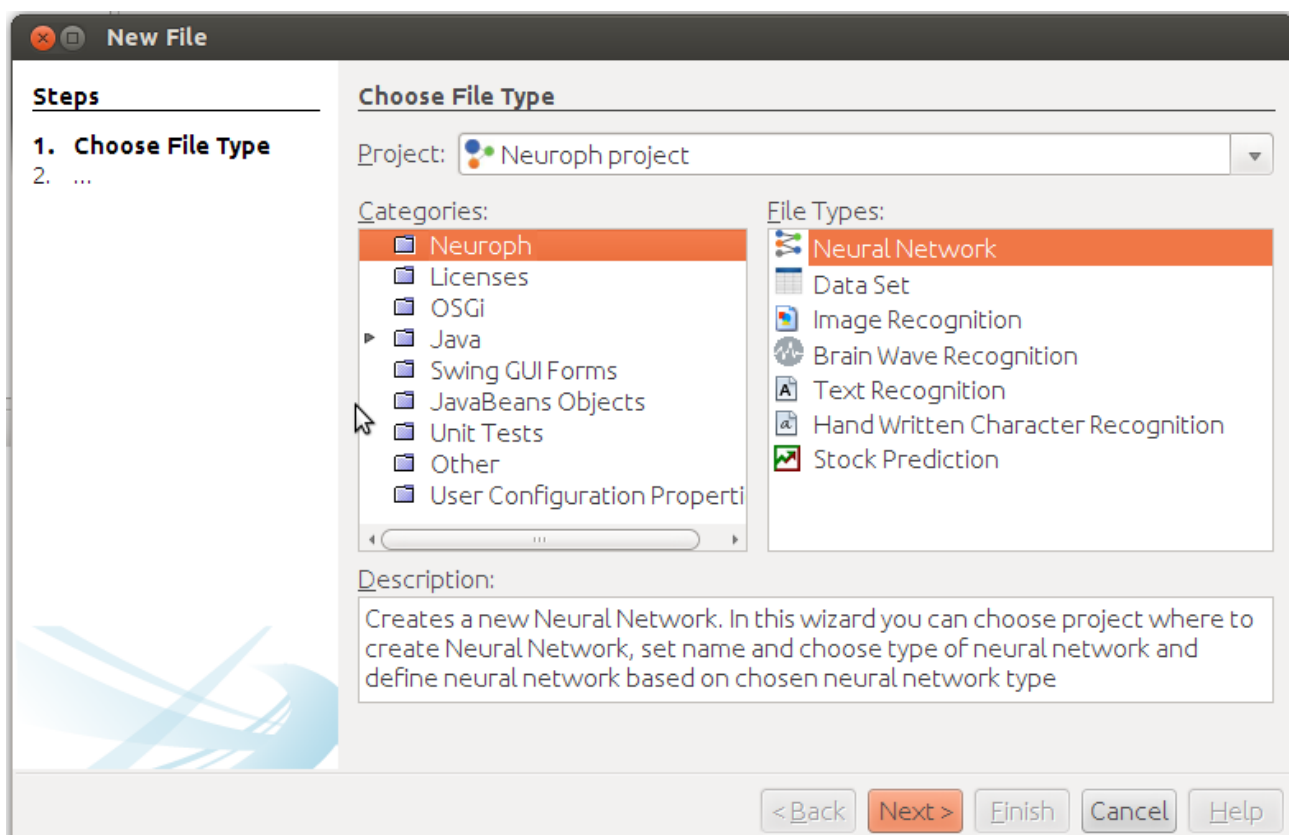 New File
Steps
1. Choose File Type
2. ...
Choose File Type
Project: Neuroph project
Categories:
Neuroph
Licenses
OSGi
Java
Swing GUI Forms
JavaBeans Objects
Unit Tests
Other
User Configuration Properti
File Types:
Neural Network
Data Set
Image Recognition
Brain Wave Recognition
Text Recognition
Hand Written Character Recognition
Stock Prediction
Description:
Creates a new Neural Network. In this wizard you can choose project where to
create Neural Network, set name and choose type of neural network and
define neural network based on chosen neural network type
< Back Next > Finish Cancel Help